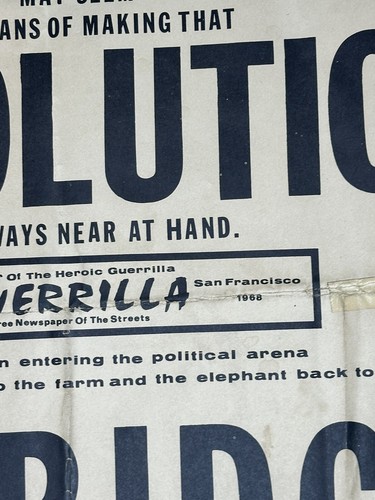 MAY SEEM
ANS OF MAKING THAT
OLUTIO
WAYS NEAR AT HAND.
Of The Heroic Guerrilla
UERRILLA San Francisco
1968
ree Newspaper Of The Streets
n entering the political arena
o the farm and the elephant back to
RIDG